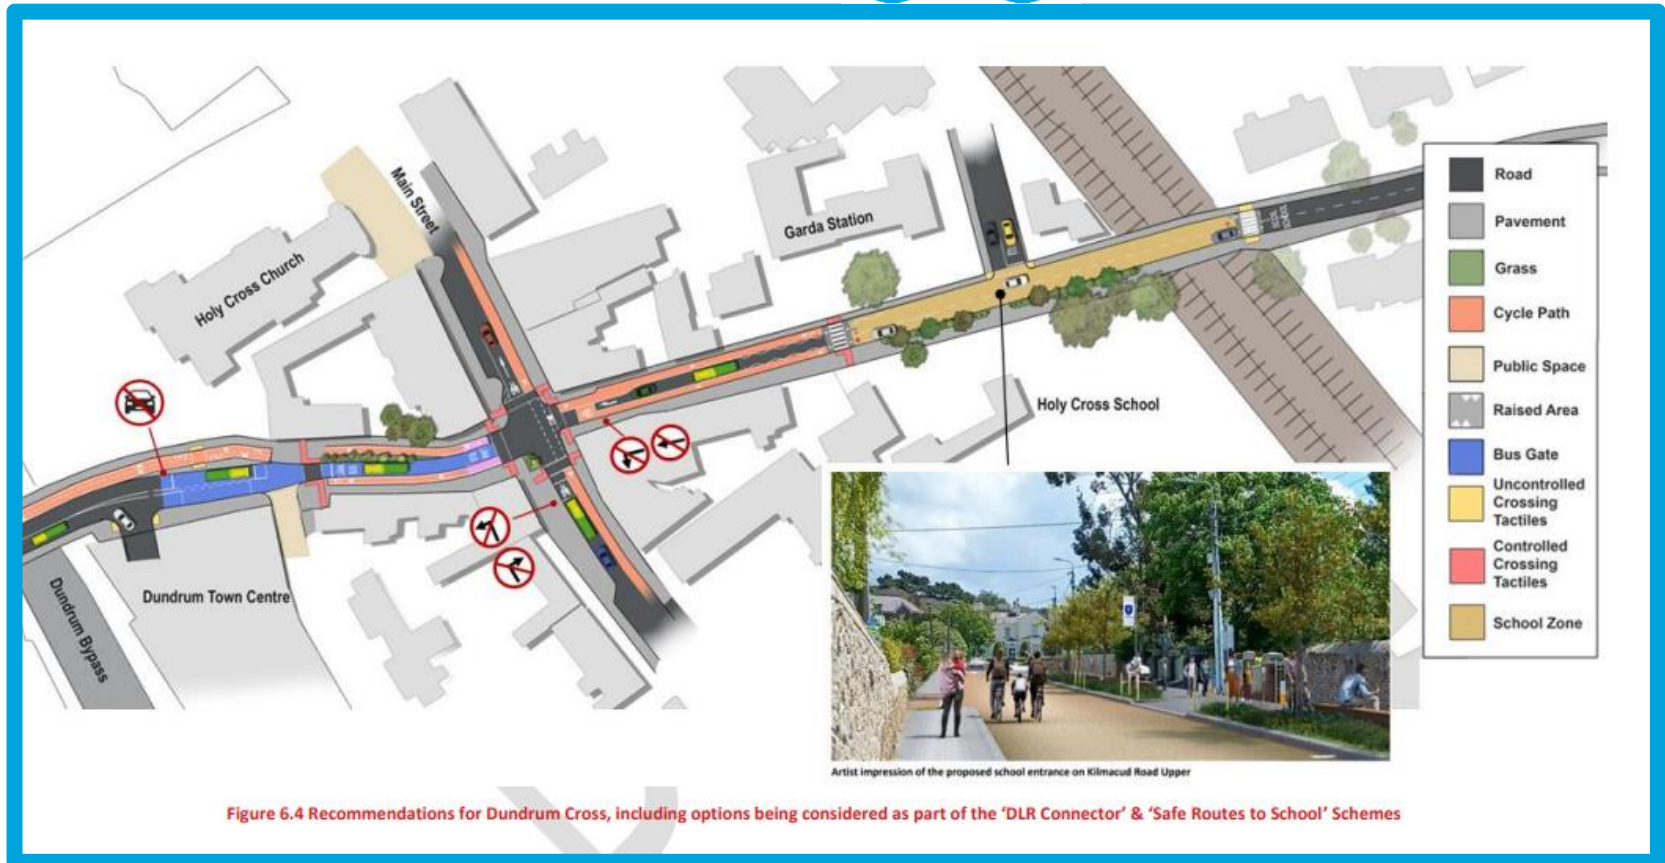 Main Street
Holy Cross Church
Garda Station
Holy Cross School
Dundrum Town Centre
Dundrum Bypass
Road
Pavement
Grass
Cycle Path
Public Space
Raised Area
Bus Gate
Uncontrolled
Crossing
Tactiles
Controlled
Crossing
Tactiles
School Zone
Artist impression of the proposed school entrance on Kilmacud Road Upper
Figure 6.4 Recommendations for Dundrum Cross, including options being considered as part of the ‘DLR Connector’ & ‘Safe Routes to School’ Schemes